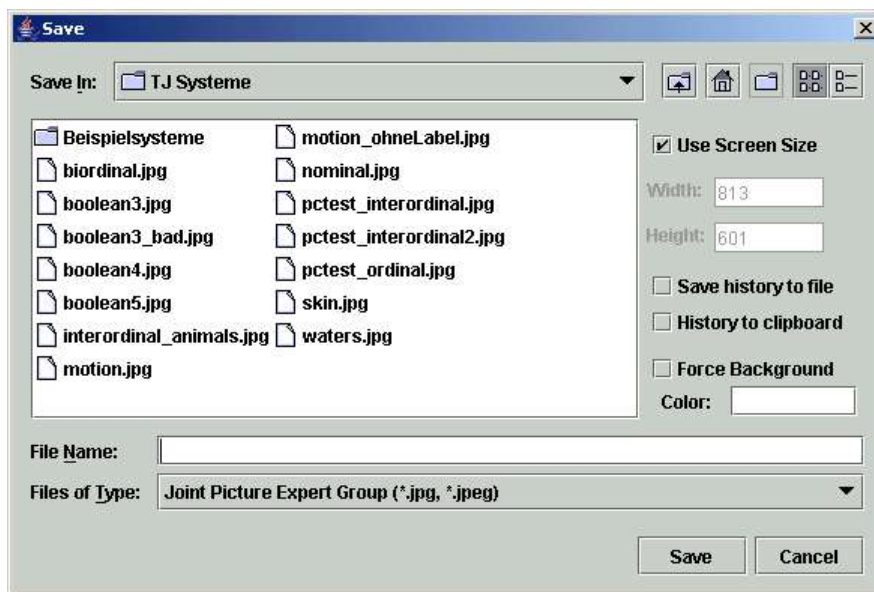 Save
Save In: TJ Systeme
Beispielsysteme
biordinal.jpg
boolean3.jpg
boolean3_bad.jpg
boolean4.jpg
boolean5.jpg
interordinal_animals.jpg
motion.jpg
motion_ohneLabel.jpg
nominal.jpg
pctest_interordinal.jpg
pctest_interordinal2.jpg
pctest_ordinal.jpg
skin.jpg
waters.jpg
Use Screen Size
Width: 813
Height: 601
Save history to file
History to clipboard
Force Background
Color:
File Name:
Files of Type: Joint Picture Expert Group (*.jpg, *.jpeg)
Save Cancel